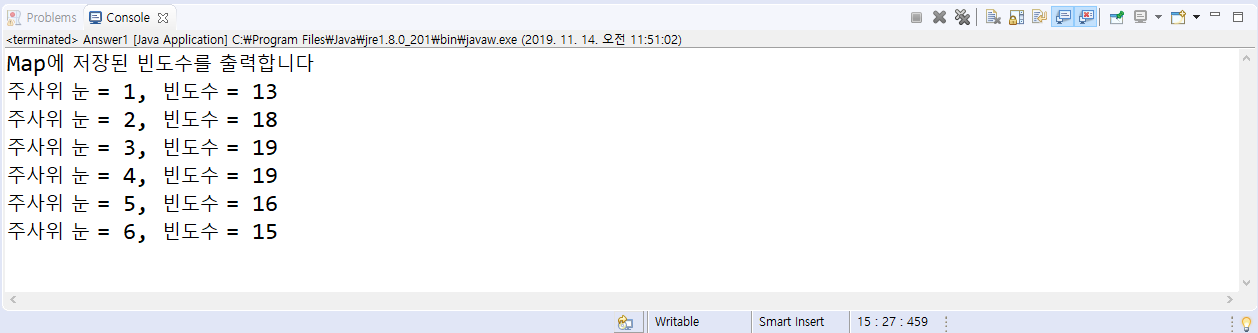 Problems Console
<terminated> Answer1 [Java Application] C:₩Program Files₩Java₩jre1.8.0_201₩bin₩javaw.exe (2019. 11. 14. 오전 11:51:02)
Map에 저장된 빈도수를 출력합니다
주사위 눈 = 1, 빈도수 = 13
주사위 눈 = 2, 빈도수 = 18
주사위 눈 = 3, 빈도수 = 19
주사위 눈 = 4, 빈도수 = 19
주사위 눈 = 5, 빈도수 = 16
주사위 눈 = 6, 빈도수 = 15
Writable Smart Insert 15 : 27 : 459